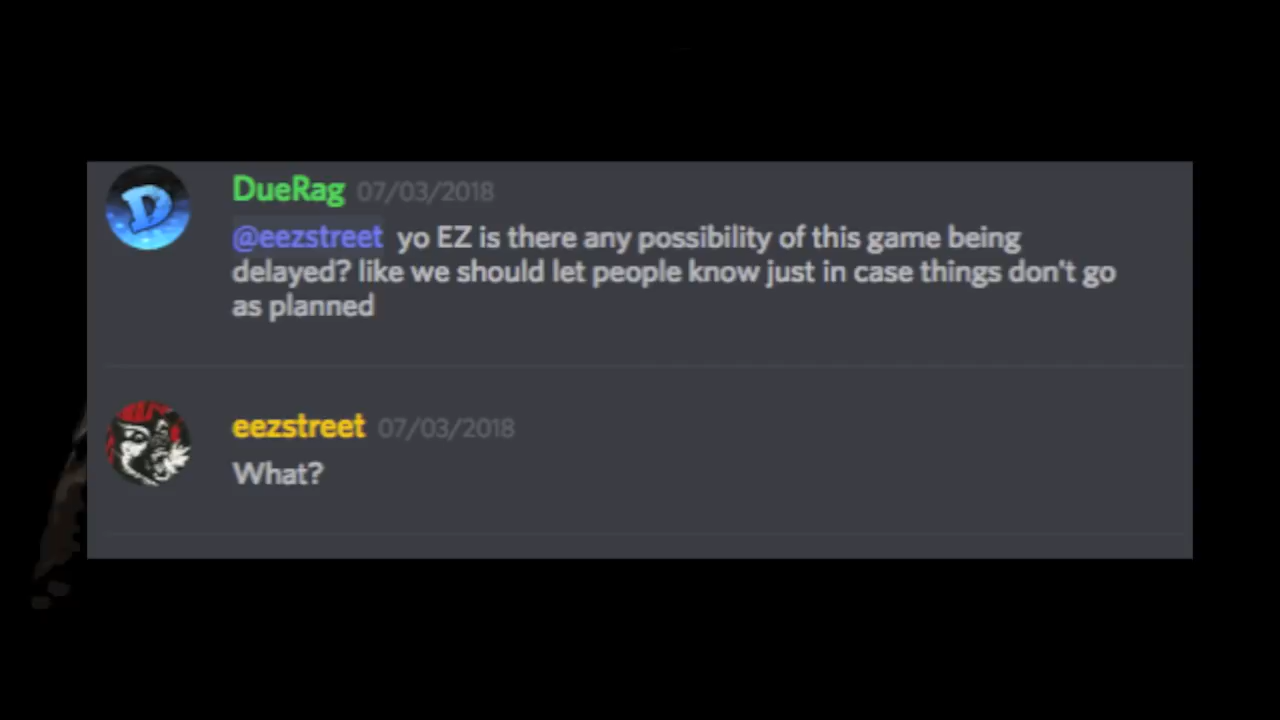 DueRag 07/03/2018
@eezstreet yo EZ is there any possibility of this game being
delayed? like we should let people know just in case things don't go
as planned
eezstreet 07/03/2018
What?